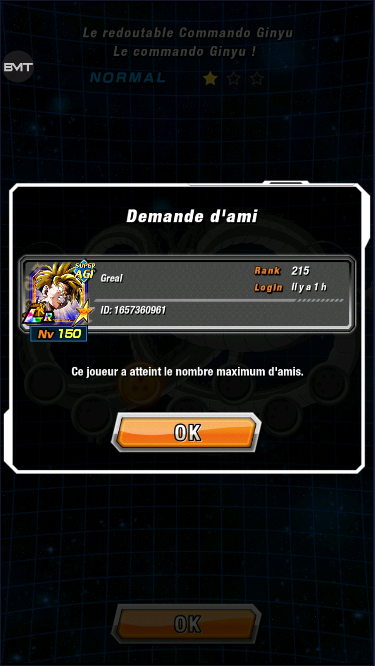 Le redoutable Commando Ginyu
Le commando Ginyu !
BMT
NORMAL
Demande d'ami
SUPER
AGI
Greal
Rank 215
Login Il y a 1 h
ID:1657360961
Nv 150
Ce joueur a atteint le nombre maximum d'amis.
OK
OK